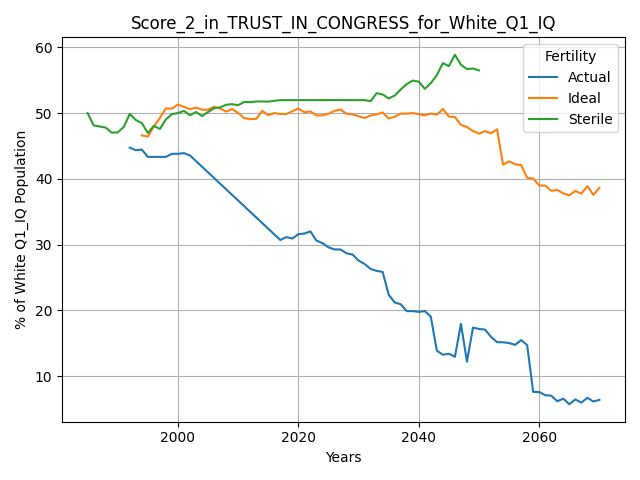 Score_2_in_TRUST_IN_CONGRESS_for_White_Q1_IQ
% of White Q1_IQ Population
60
50
40
30
20
10
Fertility
Actual
Ideal
Sterile
2000
2020
2040
2060
Years